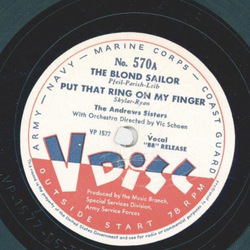 ARMY — NAVY — MARINE CORPS — COAST GUARD
No. 570A
THE BLOND SAILOR
Pfeil-Parish-Leib
PUT THAT RING ON MY FINGER
Skylar-Ryan
The Andrews Sisters
With Orchestra Directed by Vic Schoen
VP 1577
Vocal
"BB" RELEASE
V Disc
Produced by the Music Branch,
Special Services Division,
Army Service Forces
OUTSIDE START 78 RPM